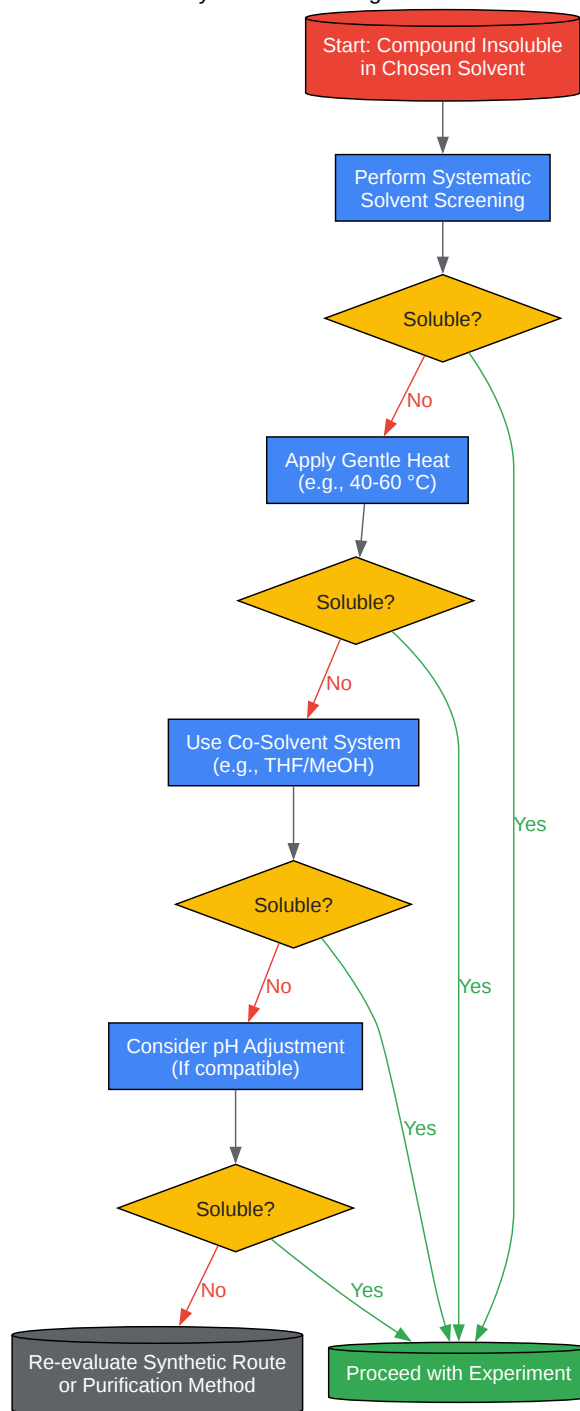 Start: Compound Insoluble
in Chosen Solvent
Perform Systematic
Solvent Screening
Soluble?
No
Apply Gentle Heat
(e.g., 40-60 °C)
Soluble?
No
Use Co-Solvent System
(e.g., THF/MeOH)
Yes
Soluble?
No
Yes
Consider pH Adjustment
(If compatible)
Yes
Soluble?
No
Yes
Re-evaluate Synthetic Route
or Purification Method
Proceed with Experiment